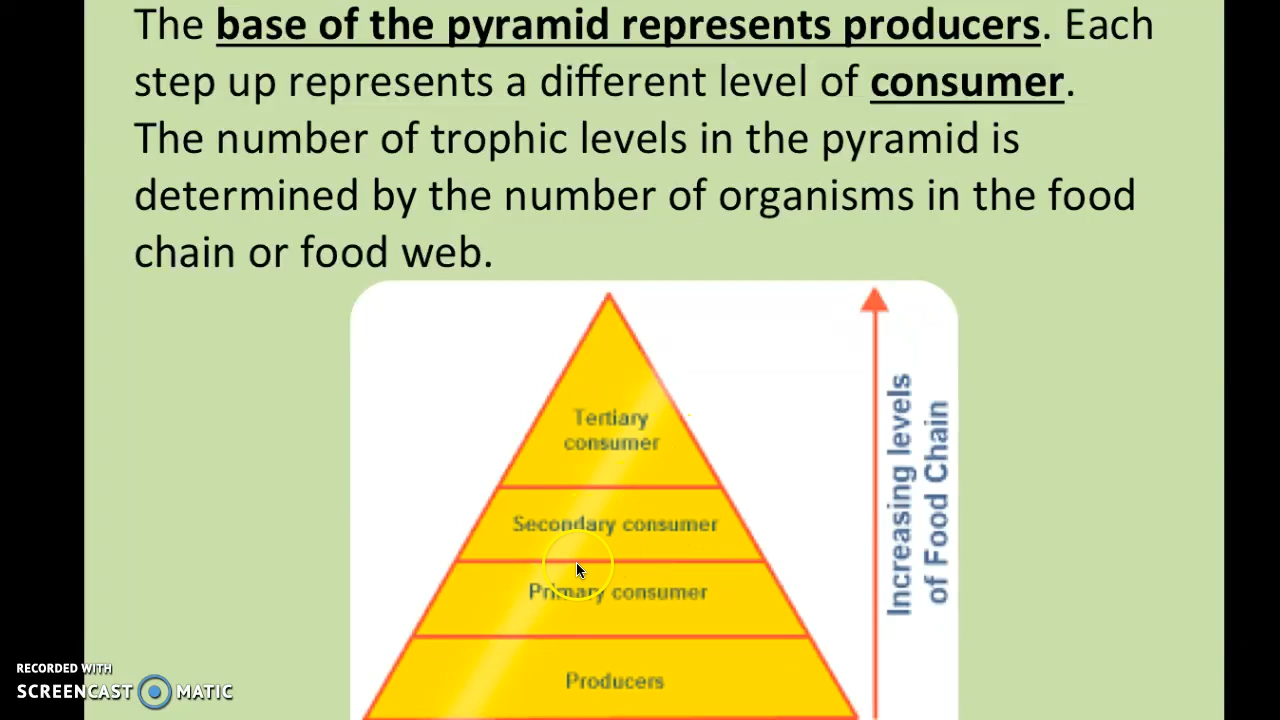 The base of the pyramid represents producers. Each
step up represents a different level of consumer.
The number of trophic levels in the pyramid is
determined by the number of organisms in the food
chain or food web.
Tertiary
consumer
Secondary consumer
Primary consumer
Producers
Increasing levels
of Food Chain
RECORDED WITH
SCREENCAST MATIC